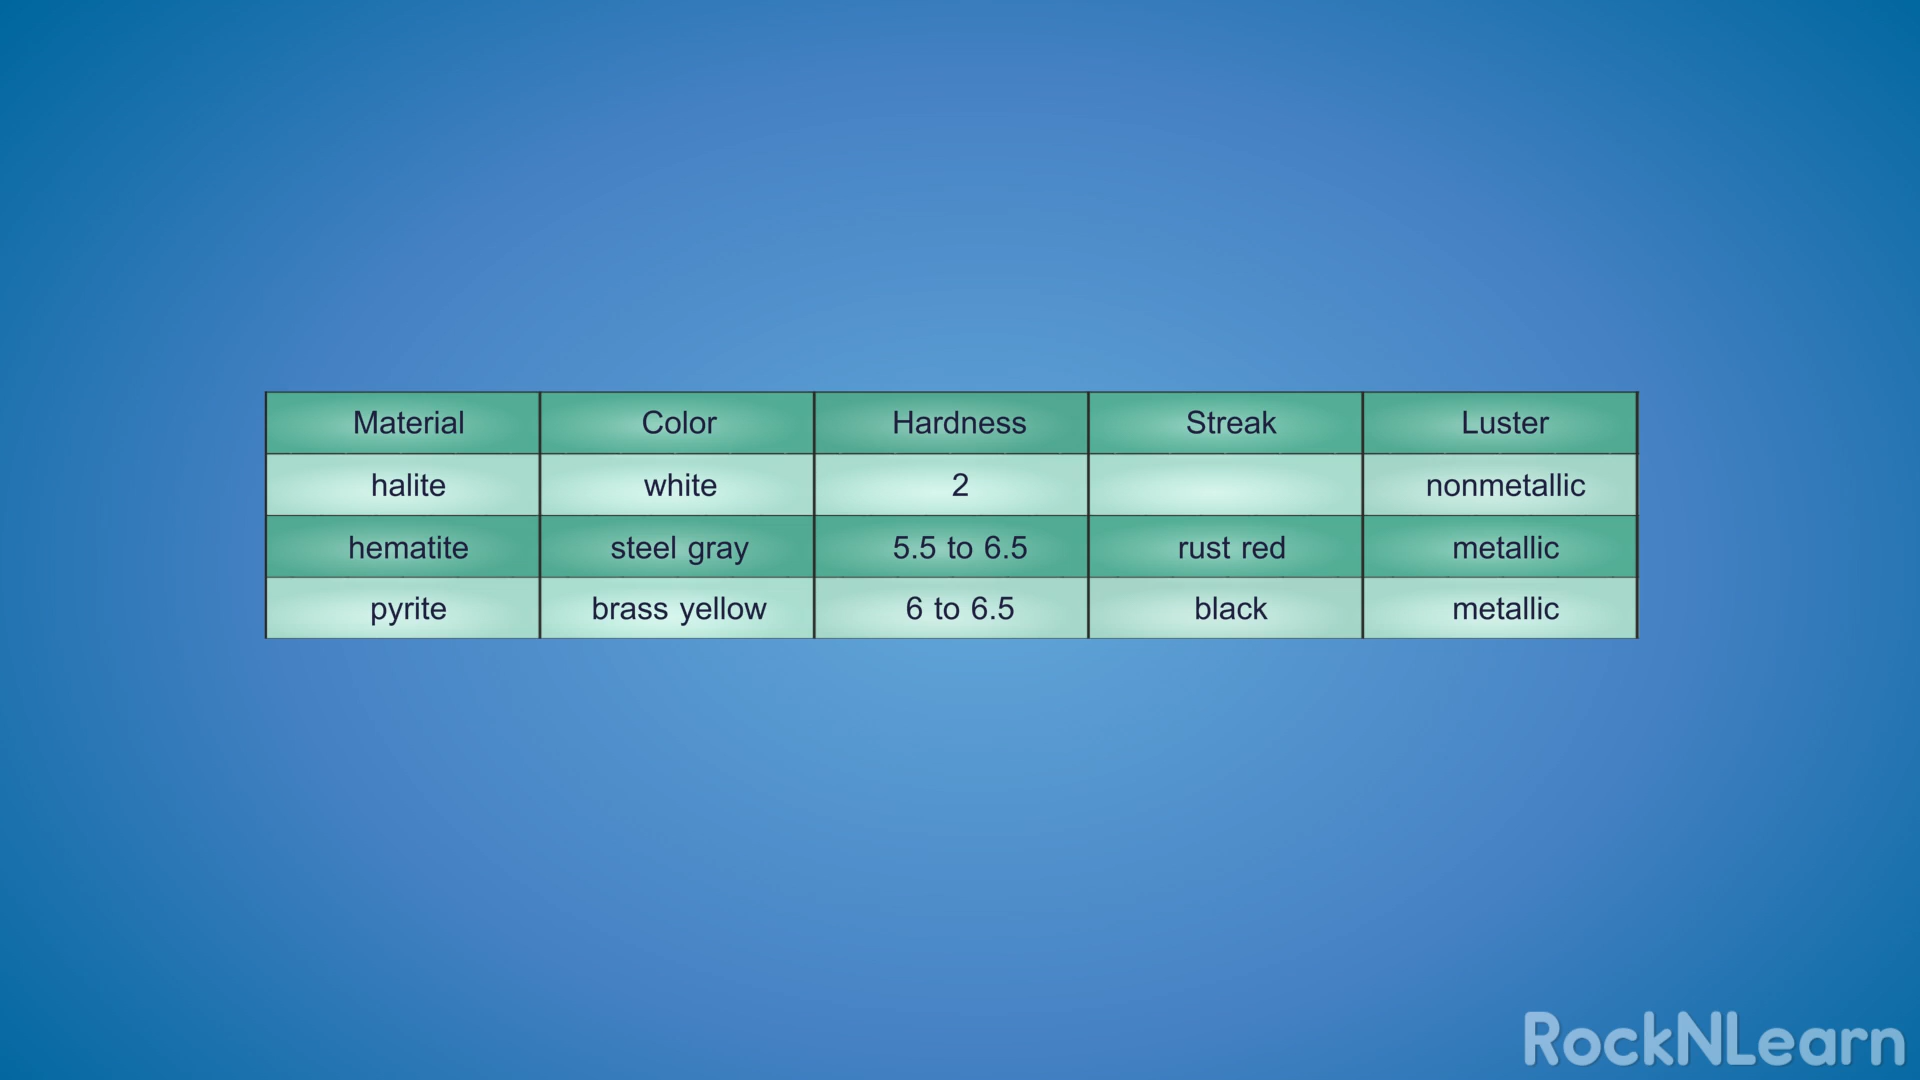 Material Color Hardness Streak Luster
halite white 2 nonmetallic
hematite steel gray 5.5 to 6.5 rust red metallic
pyrite brass yellow 6 to 6.5 black metallic
RockNLearn